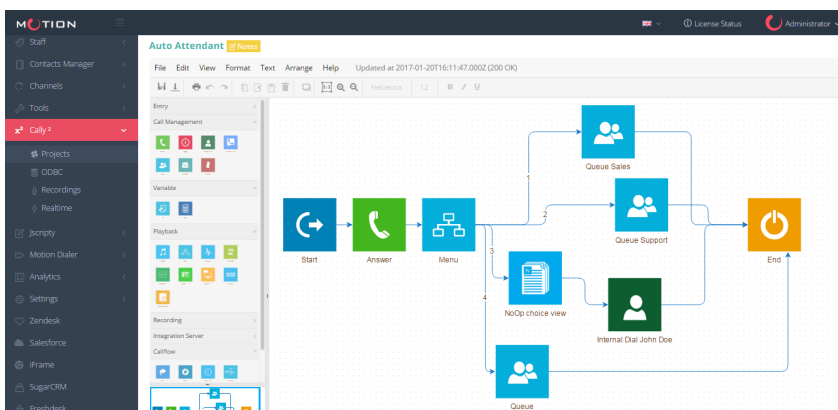 MOTION
License Status
Administrator
Staff
Contacts Manager
Channels
Tools
Cally ²
Projects
ODBC
Recordings
Realtime
Jscripty
Motion Dialer
Analytics
Settings
Zendesk
Salesforce
iFrame
SugarCRM
Freshdesk
Auto Attendant Notes
File Edit View Format Text Arrange Help Updated at 2017-01-20T16:11:47.000Z (200 OK)
1:1 Helvetica 12 B I U
Entry
Call Management
Variable
Playback
Recording
Integration Server
Callflow
Start
Answer
Menu
1
2
3
4
Queue Sales
Queue Support
NoOp choice view
Internal Dial John Doe
Queue
End